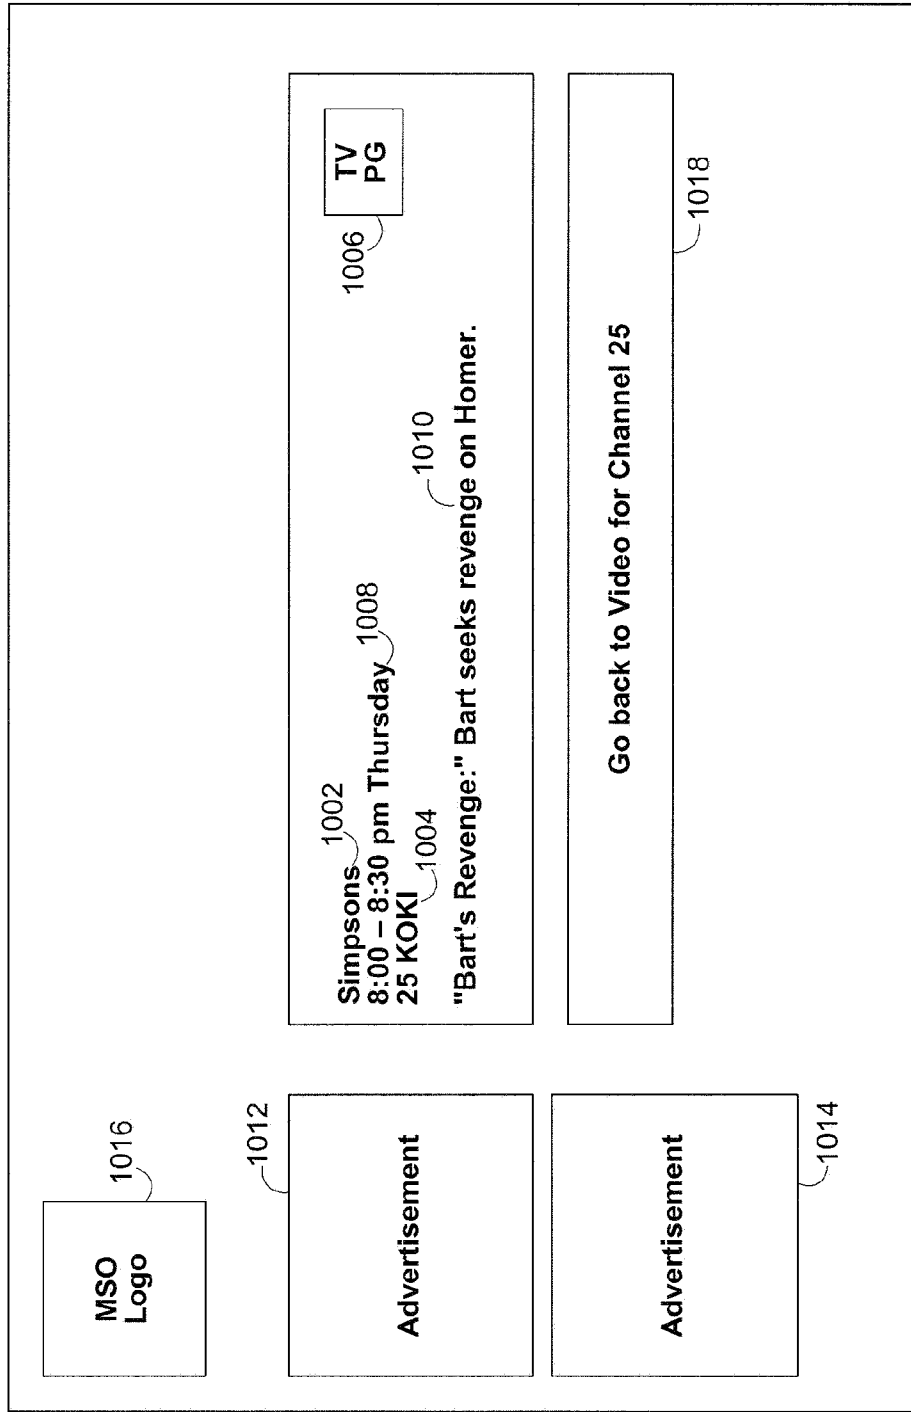 MSO
Logo
1016
1012
Advertisement
Advertisement
1014
Simpsons 1002
8:00 – 8:30 pm Thursday 1008
25 KOKI 1004
1010
"Bart's Revenge:" Bart seeks revenge on Homer.
1006
TV
PG
Go back to Video for Channel 25
1018